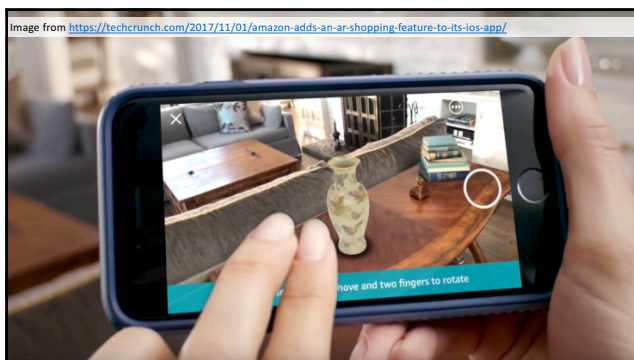 Image from https://techcrunch.com/2017/11/01/amazon-adds-an-ar-shopping-feature-to-its-ios-app/
move and two fingers to rotate